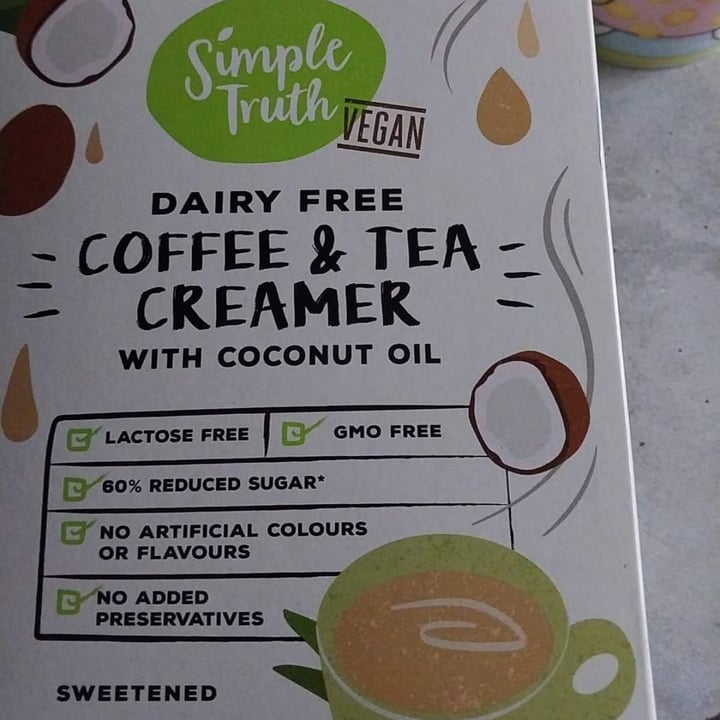 Simple
Truth
VEGAN
DAIRY FREE
COFFEE & TEA
CREAMER
WITH COCONUT OIL
LACTOSE FREE
GMO FREE
60% REDUCED SUGAR*
NO ARTIFICIAL COLOURS
OR FLAVOURS
NO ADDED
PRESERVATIVES
SWEETENED